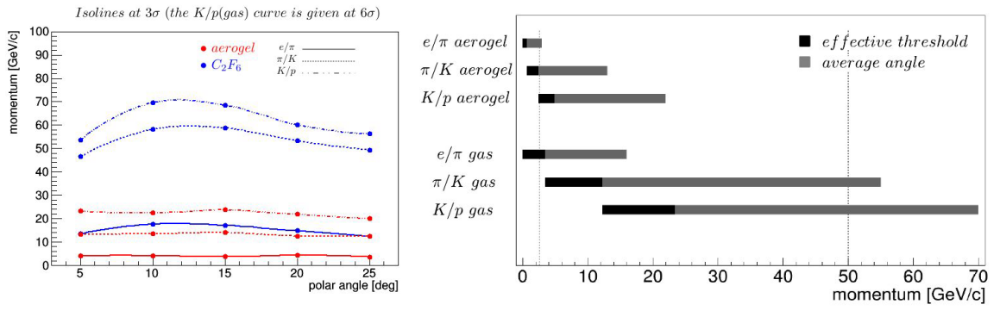 Isolines at 3σ (the K/p(gas) curve is given at 6σ)
momentum [GeV/c]
100
90
80
70
60
50
40
30
20
10
0
aerogel
C₂F₆
e/π
π/K
K/p
5
10
15
20
25
polar angle [deg]
e/π aerogel
π/K aerogel
K/p aerogel
e/π gas
π/K gas
K/p gas
effective threshold
average angle
0
10
20
30
40
50
60
70
momentum [GeV/c]